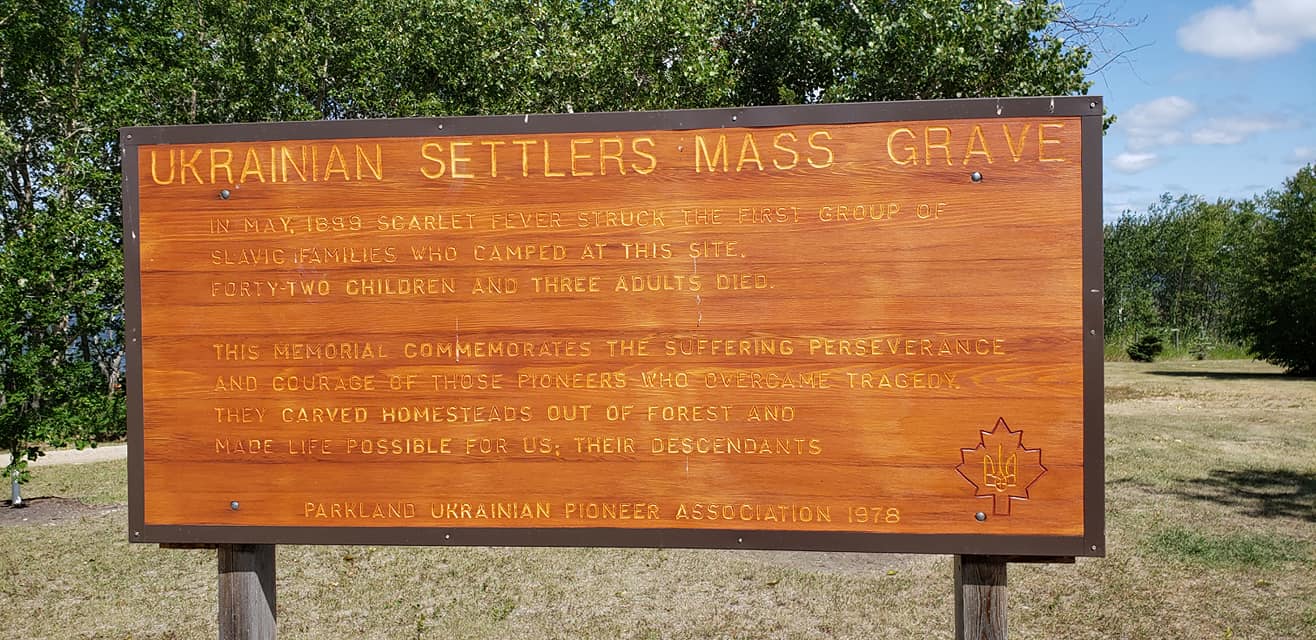 UKRAINIAN SETTLERS MASS GRAVE
IN MAY, 1899 SCARLET FEVER STRUCK THE FIRST GROUP OF
SLAVIC FAMILIES WHO CAMPED AT THIS SITE.
FORTY-TWO CHILDREN AND THREE ADULTS DIED.
THIS MEMORIAL COMMEMORATES THE SUFFERING PERSEVERANCE
AND COURAGE OF THOSE PIONEERS WHO OVERCAME TRAGEDY.
THEY CARVED HOMESTEADS OUT OF FOREST AND
MADE LIFE POSSIBLE FOR US; THEIR DESCENDANTS
PARKLAND UKRAINIAN PIONEER ASSOCIATION 1978